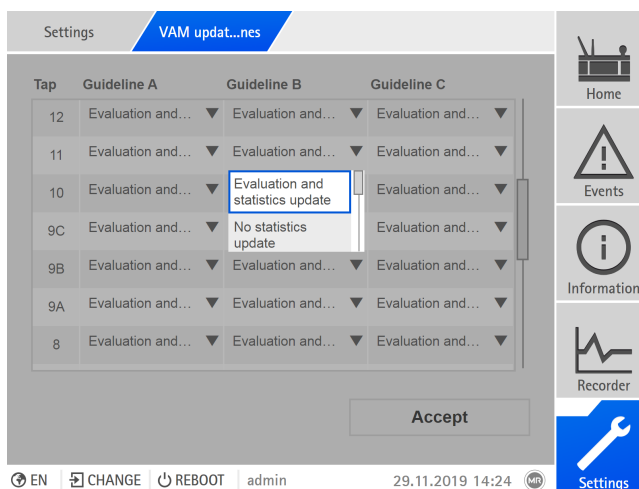 Settings
VAM updat...nes
Tap Guideline A Guideline B Guideline C
12 Evaluation and... Evaluation and... Evaluation and...
11 Evaluation and... Evaluation and... Evaluation and...
10 Evaluation and... Evaluation and Evaluation and...
statistics update
9C Evaluation and... No statistics Evaluation and...
update
9B Evaluation and... Evaluation and... Evaluation and...
9A Evaluation and... Evaluation and... Evaluation and...
8 Evaluation and... Evaluation and... Evaluation and...
Accept
EN CHANGE REBOOT admin 29.11.2019 14:24 MR
Home
Events
Information
Recorder
Settings